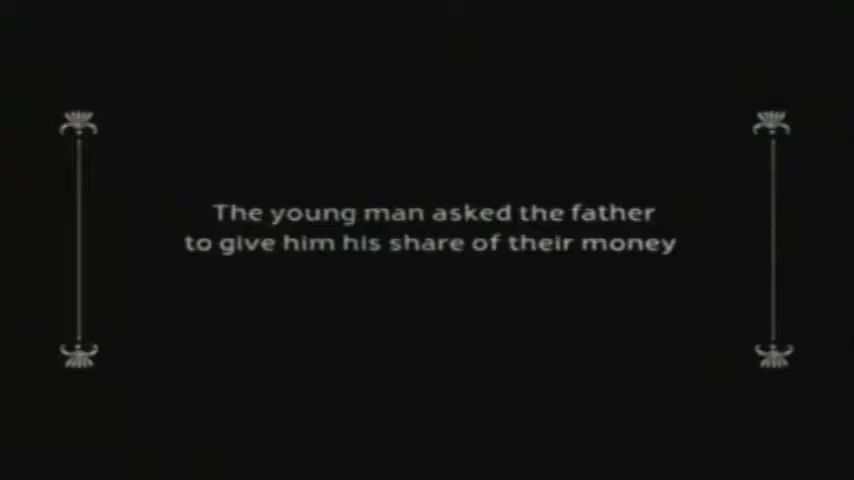 The young man asked the father
to give him his share of their money